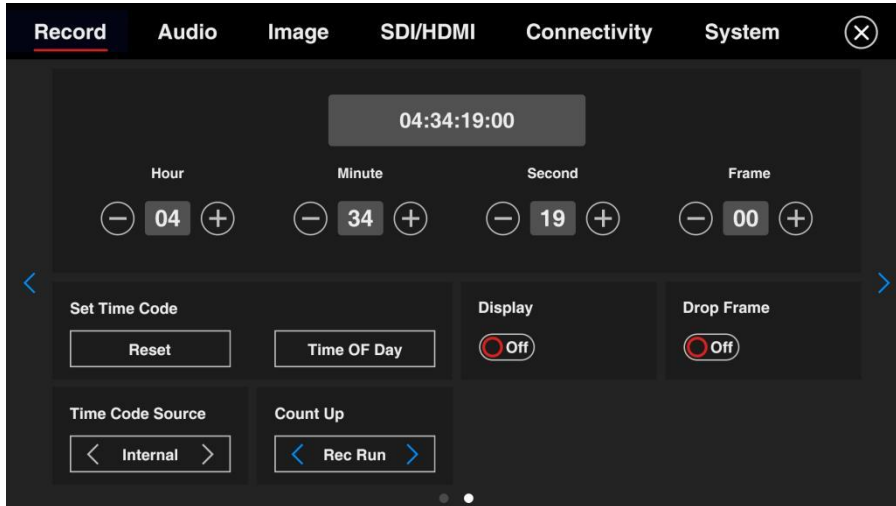 Record Audio Image SDI/HDMI Connectivity System
04:34:19:00
Hour Minute Second Frame
04 34 19 00
Set Time Code Display Drop Frame
Reset Time OF Day Off Off
Time Code Source Count Up
Internal Rec Run